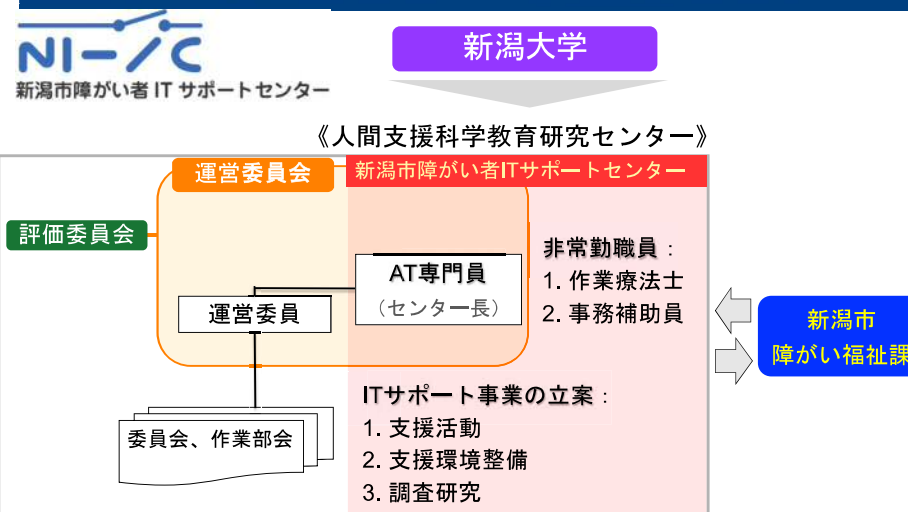 NI-IC
新潟市障がい者 IT サポートセンター
新潟大学
《人間支援科学教育研究センター》
運営委員会
新潟市障がい者ITサポートセンター
評価委員会
AT専門員
（センター長）
運営委員
非常勤職員：
1. 作業療法士
2. 事務補助員
新潟市
障がい福祉課
委員会、作業部会
ITサポート事業の立案：
1. 支援活動
2. 支援環境整備
3. 調査研究